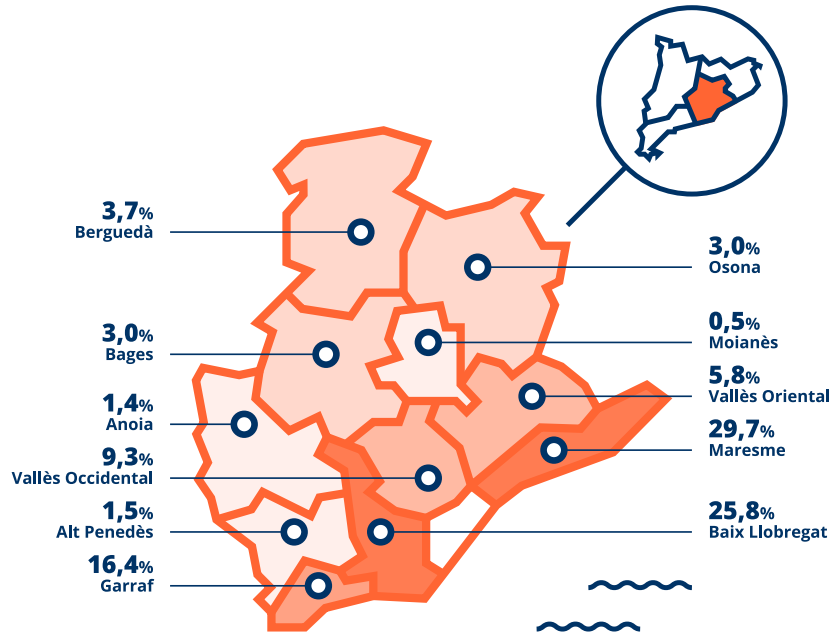 3,7%
Berguedà
3,0%
Bages
1,4%
Anoia
9,3%
Vallès Occidental
1,5%
Alt Penedès
16,4%
Garraf
3,0%
Osona
0,5%
Moianès
5,8%
Vallès Oriental
29,7%
Maresme
25,8%
Baix Llobregat